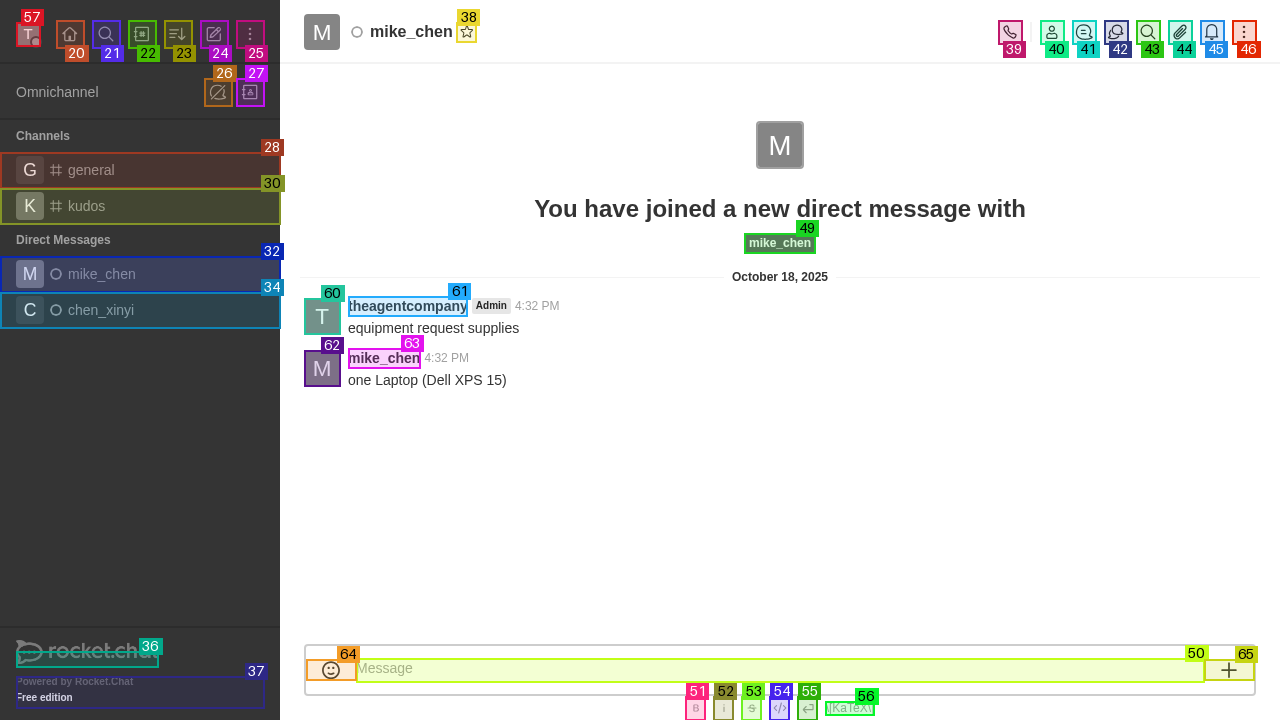 57
T
20
21
22
23
24
25
M
mike_chen
38
39
40
41
42
43
44
45
46
Omnichannel
26
27
Channels
28
G general
30
K kudos
Direct Messages
32
M mike_chen
34
C chen_xinyi
M
You have joined a new direct message with
49
mike_chen
October 18, 2025
60
T
61
theagentcompany Admin 4:32 PM
equipment request supplies
62
M
63
mike_chen 4:32 PM
one Laptop (Dell XPS 15)
rocket.chat
36
37
Powered by Rocket.Chat
Free edition
64
Message
50
65
51
52
53
54
55
56
B
i
S
</>
\[KaTeX\]